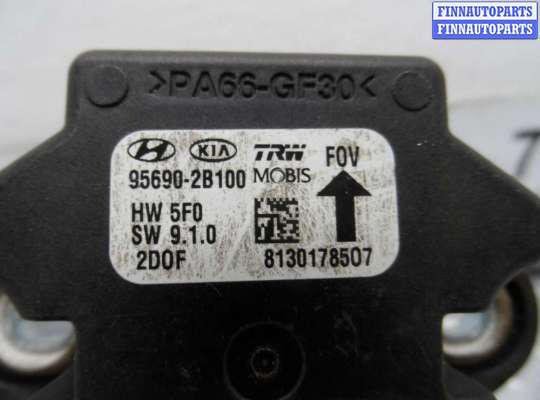 FINNAUTOPARTS
FINNAUTOPARTS
>PA66-GF30<
KIA TRW FOV
95690-2B100 MOBIS
HW 5F0
SW 9.1.0
2DOF 8130178507